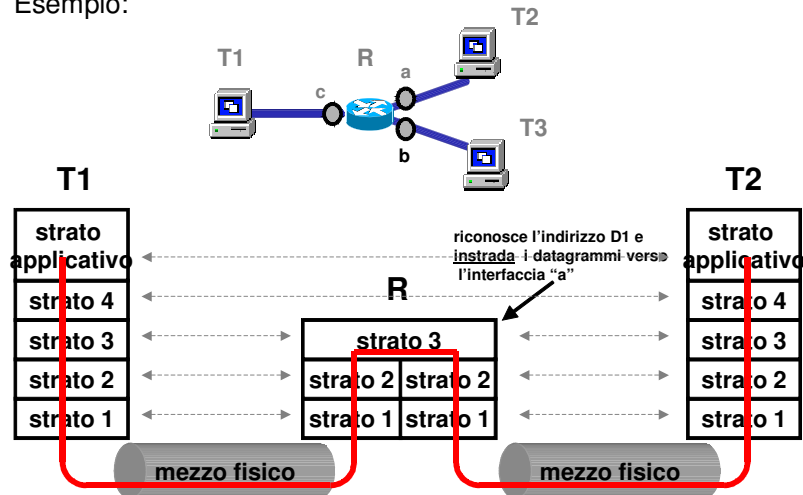 Esempio:
T2
T1
R
a
c
T3
b
T1
T2
strato
applicativo
riconosce l'indirizzo D1 e
instrada i datagrammi verso
l'interfaccia “a”
strato
applicativo
R
strato 4
strato 4
strato 3
strato 3
strato 3
strato 2
strato 2
strato 2
strato 2
strato 1
strato 1
strato 1
strato 1
mezzo fisico
mezzo fisico